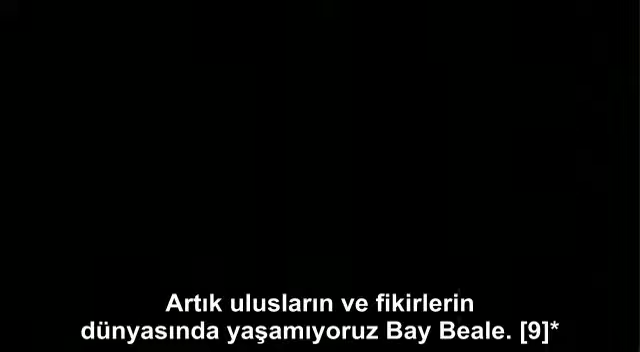 Artık ulusların ve fikirlerin
dünyasında yaşamıyoruz Bay Beale. [9]*